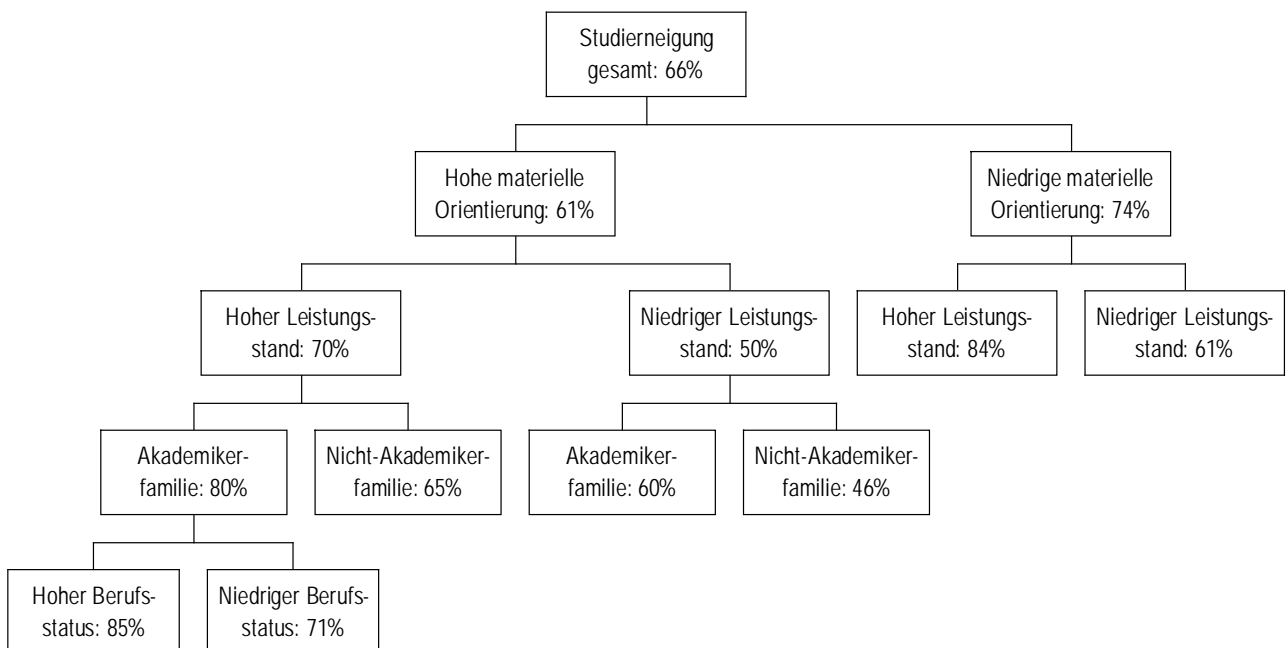 Studierneigung
gesamt: 66%
Hohe materielle
Orientierung: 61%
Niedrige materielle
Orientierung: 74%
Hoher Leistungs-
stand: 70%
Niedriger Leistungs-
stand: 50%
Hoher Leistungs-
stand: 84%
Niedriger Leistungs-
stand: 61%
Akademiker-
familie: 80%
Nicht-Akademiker-
familie: 65%
Akademiker-
familie: 60%
Nicht-Akademiker-
familie: 46%
Hoher Berufs-
status: 85%
Niedriger Berufs-
status: 71%